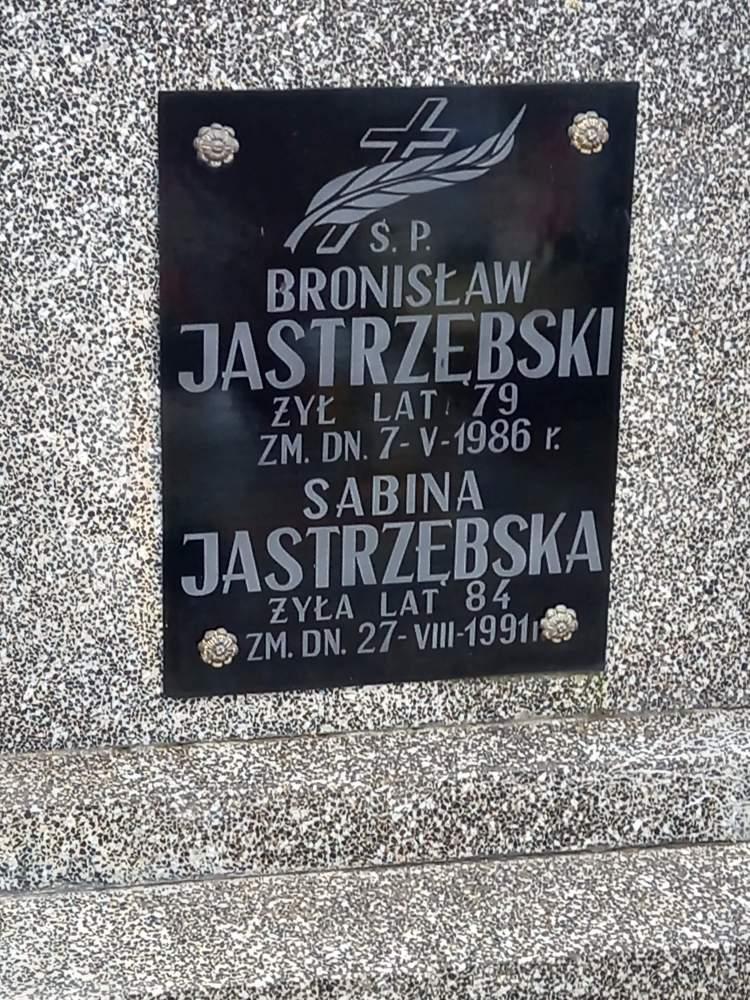 Ś. P.
BRONISŁAW
JASTRZĘBSKI
ŻYŁ LAT 79
ZM. DN. 7-V-1986 r.
SABINA
JASTRZĘBSKA
ŻYŁA LAT 84
ZM. DN. 27-VIII-1991 r